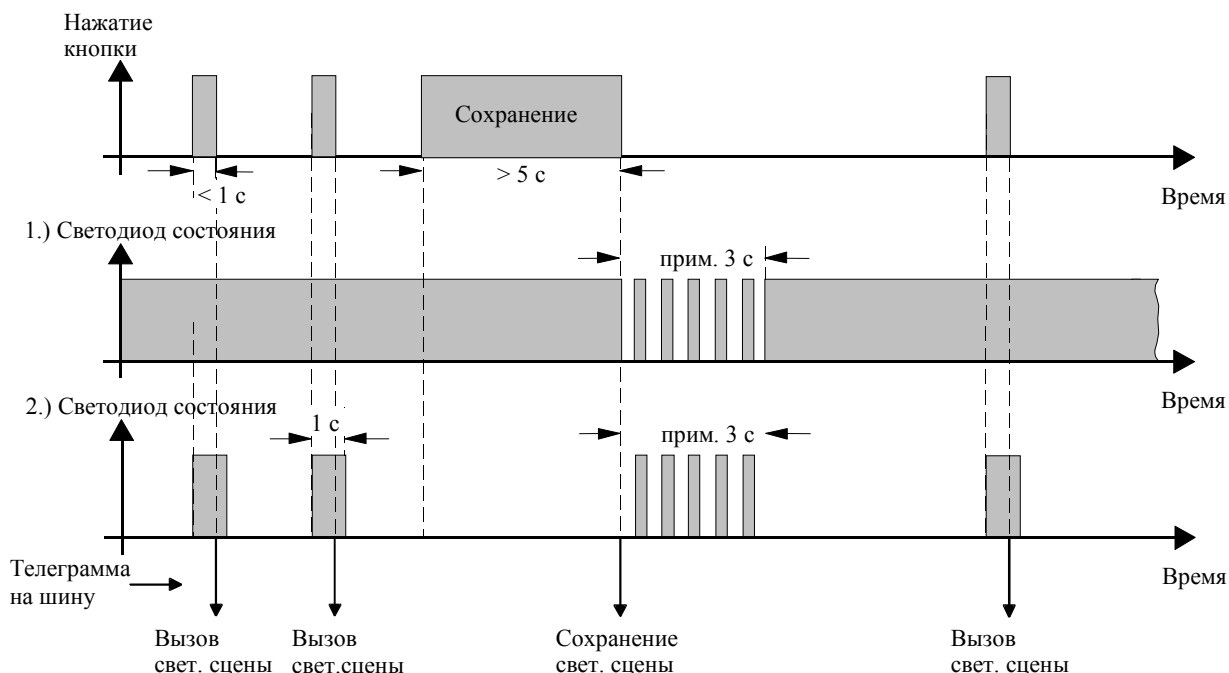 Нажатие
кнопки
Сохранение
< 1 с
> 5 с
Время
1.) Светодиод состояния
прим. 3 с
Время
2.) Светодиод состояния
1 с
прим. 3 с
Телеграмма
на шину
Время
Вызов
свет. сцены
Вызов
свет.сцены
Сохранение
свет. сцены
Вызов
свет. сцены